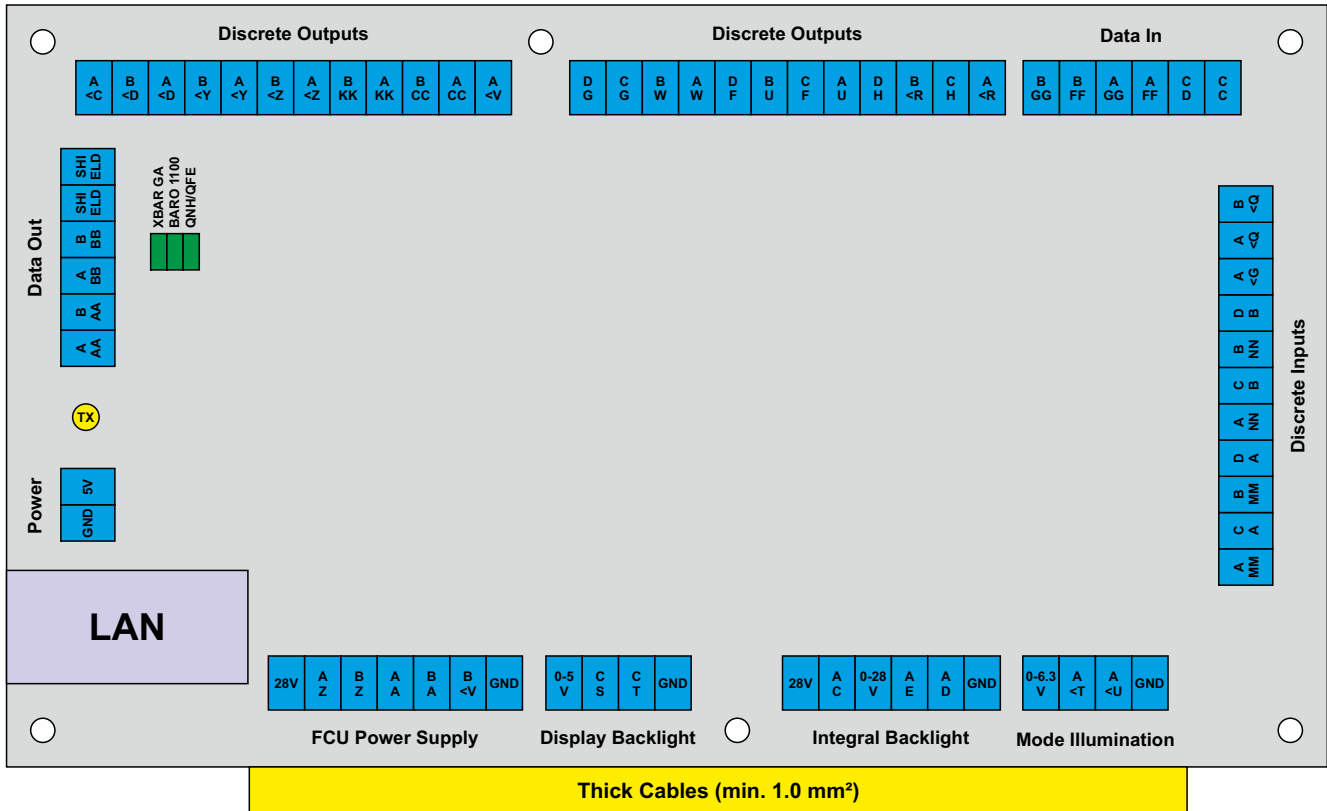 Discrete Outputs
Discrete Outputs
Data In
A B A B A B A B A B A A
<C <D <D <Y <Y <Z <Z KK KK CC CC <V
D C B A D B C A D B C A
G G W W F U F U H <R H <R
B B A A C C
GG FF GG FF D C
Data Out
SHI
ELD
SHI
ELD
B
BB
A
BB
B
AA
A
AA
XBAR GA
BARO 1100
QNH/QFE
TX
Power
5V
GND
LAN
Discrete Inputs
B
<Q
A
<Q
A
<G
D
B
B
NN
C
B
A
NN
D
A
B
MM
C
A
A
MM
28V
A B A B B
Z Z A A <V
GND
0-5
V
C C
S T
GND
28V
A
C
0-28
V
A A
E D
GND
0-6.3
V
A A
<T <U
GND
FCU Power Supply
Display Backlight
Integral Backlight
Mode Illumination
Thick Cables (min. 1.0 mm²)